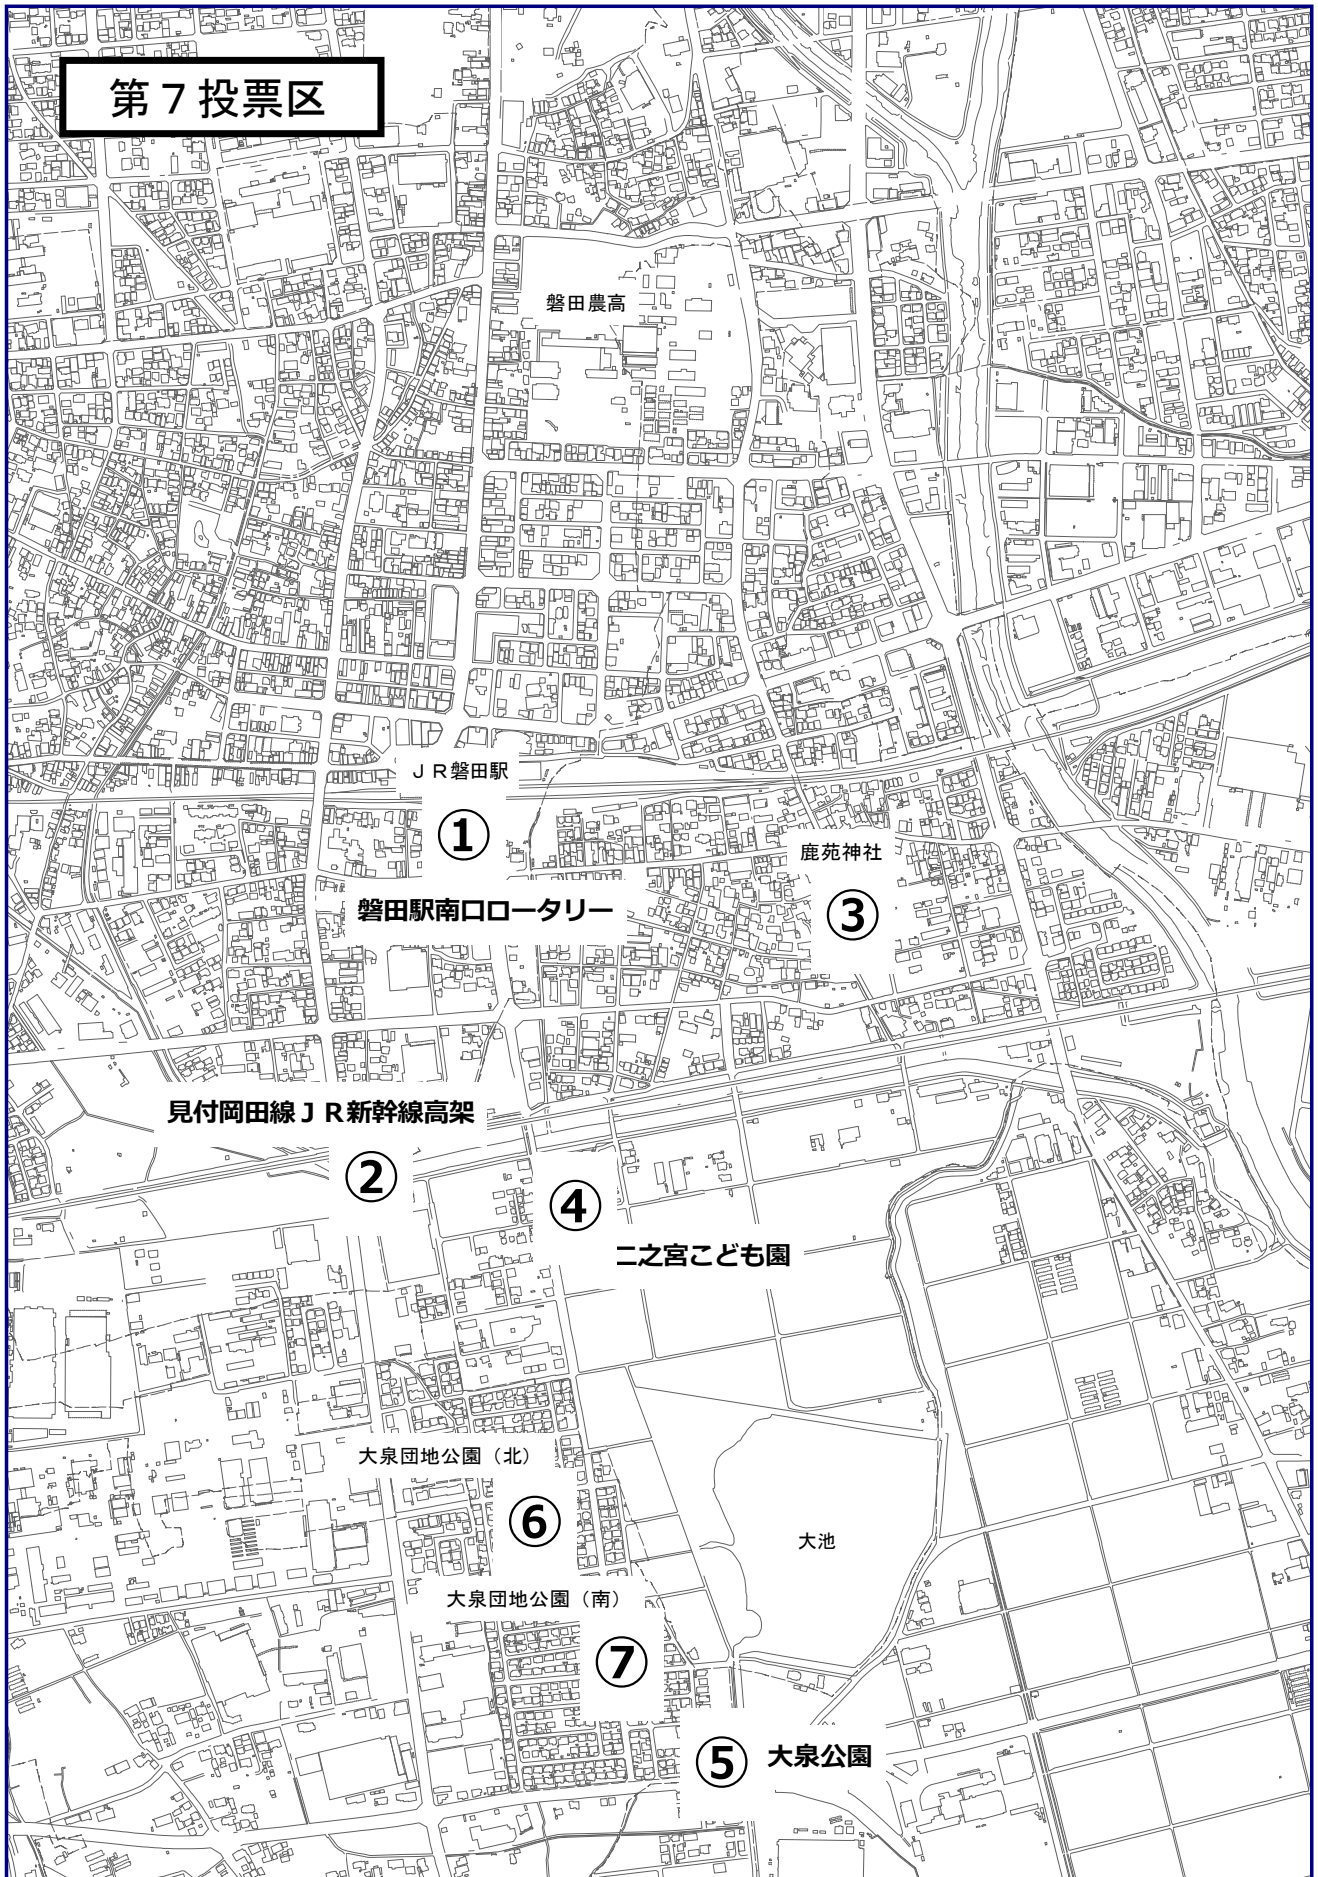 第７投票区
磐田農高
ＪＲ磐田駅
①
鹿苑神社
磐田駅南口ロータリー
③
見付岡田線ＪＲ新幹線高架
②
④
二之宮こども園
大泉団地公園（北）
⑥
大池
大泉団地公園（南）
⑦
⑤ 大泉公園